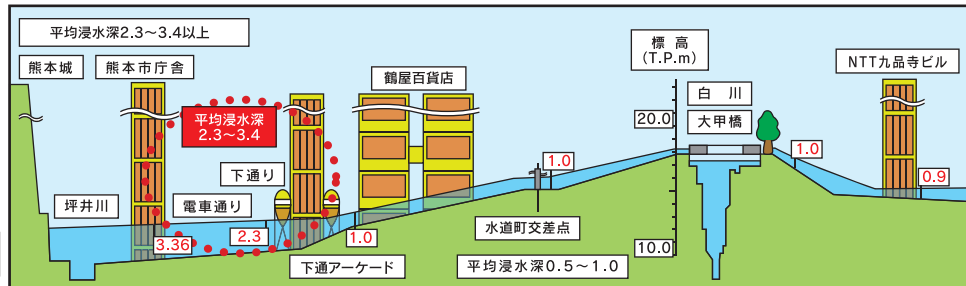 平均浸水深2.3～3.4以上
熊本城
熊本市庁舎
鶴屋百貨店
標高
(T.P.m)
NTT九品寺ビル
平均浸水深
2.3～3.4
白川
大甲橋
20.0
下通り
1.0
1.0
坪井川
電車通り
0.9
3.36
2.3
1.0
水道町交差点
10.0
下通アーケード
平均浸水深0.5～1.0